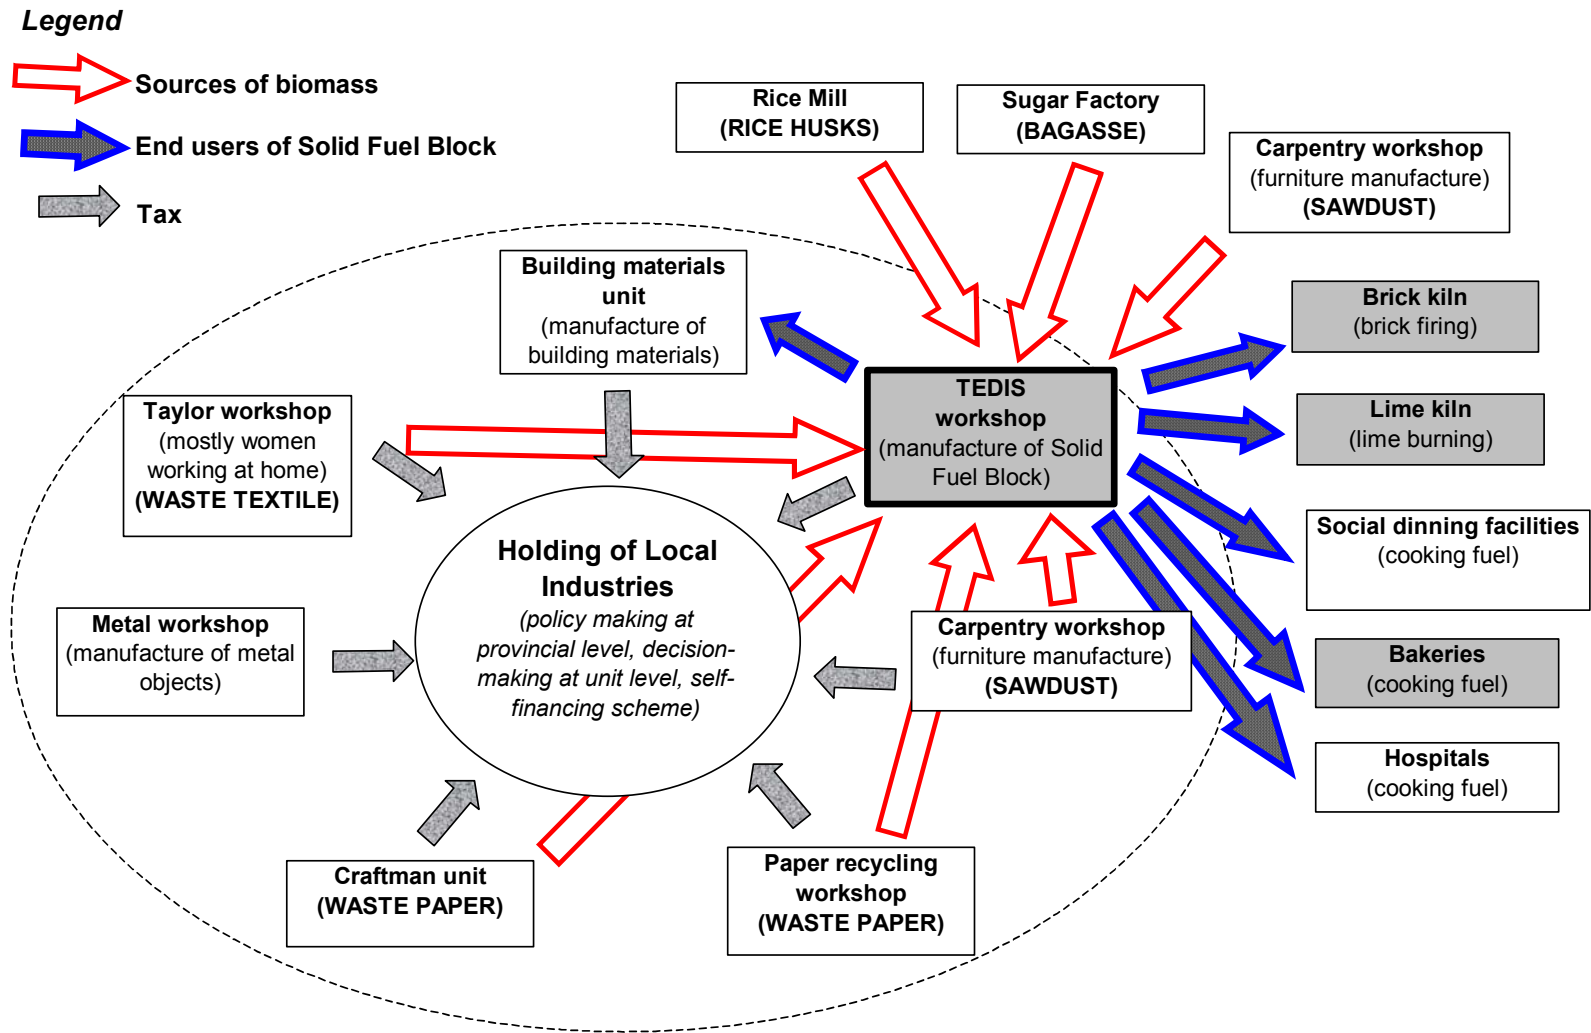 Legend
Sources of biomass
End users of Solid Fuel Block
Tax
Rice Mill
(RICE HUSKS)
Sugar Factory
(BAGASSE)
Carpentry workshop
(furniture manufacture)
(SAWDUST)
Building materials
unit
(manufacture of
building materials)
Brick kiln
(brick firing)
Taylor workshop
(mostly women
working at home)
(WASTE TEXTILE)
TEDIS
workshop
(manufacture of Solid
Fuel Block)
Lime kiln
(lime burning)
Holding of Local
Industries
(policy making at
provincial level, decision-
making at unit level, self-
financing scheme)
Social dinning facilities
(cooking fuel)
Metal workshop
(manufacture of metal
objects)
Carpentry workshop
(furniture manufacture)
(SAWDUST)
Bakeries
(cooking fuel)
Hospitals
(cooking fuel)
Craftman unit
(WASTE PAPER)
Paper recycling
workshop
(WASTE PAPER)